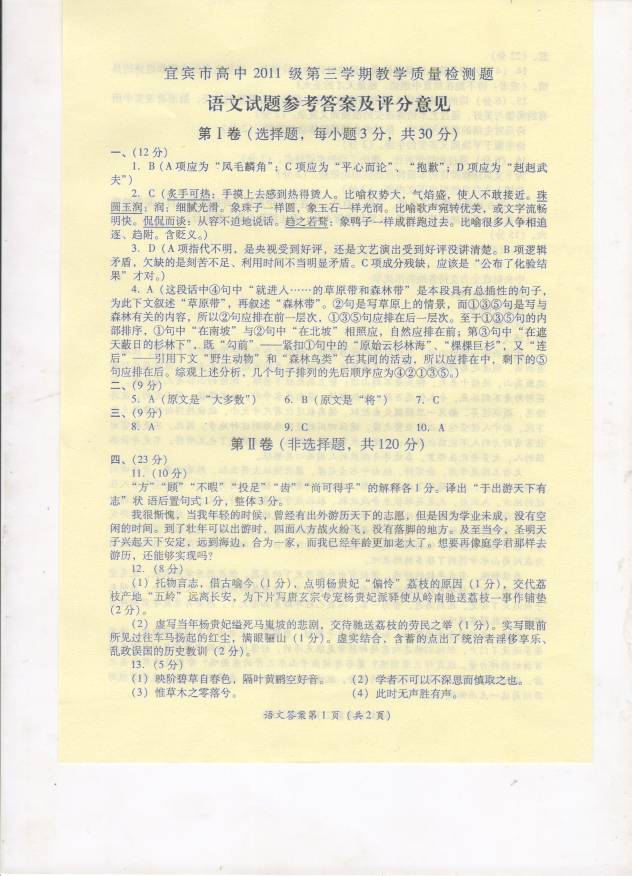 宜宾市高中 2011 级第三学期教学质量检测题
语文试题参考答案及评分意见
第Ⅰ卷（选择题，每小题3分，共30分）
一、（12分）
1. B（A项应为“凤毛麟角”；C项应为“平心而论”、“抱歉”；D项应为“赳赳武
夫”）
2. C（炙手可热：手摸上去感到热得烫人。比喻权势大，气焰盛，使人不敢接近。珠
圆玉润：润：细腻光滑。象珠子一样圆，象玉石一样光润。比喻歌声宛转优美，或文字流畅
明快。侃侃而谈：从容不迫地说话。趋之若鹜：象鸭子一样成群跑过去。比喻很多人争相追
逐、趋附。含贬义。）
3. D（A项指代不明，是央视受到好评，还是文艺演出受到好评没讲清楚。B项逻辑
矛盾，欠缺的是刻苦不足、利用时间不当明显矛盾。C项成分残缺，应该是“公布了化验结
果”才对。）
4. A（这段话中④句中“就进人……的草原带和森林带”是本段具有总插性的句子，
为此下文叙述“草原带”，再叙述“森林带”。②句是写草原上的情景，而①③⑤句是写与
森林有关的内容，所以②句应排在前一层次，①③⑤句应排在后一层次。至于①③⑤句的内
部排序，①句中“在南坡”与②句中“在北坡”相照应，自然应排在前；第③句中“在遮
天蔽日的杉林下”，既“勾前”——紧扣①句中的“原始云杉林海”、“棵棵巨杉”，又“连
后”——引用下文“野生动物”和“森林鸟类”在其间的活动，所以应排在中，剩下的⑤
句应排在后。综观上述分析，几个句子排列的先后顺序应为④②①③⑤。）
二、（9分）
5. A（原文是“大多数”） 6. B（原文是“将”） 7. C
三、（9分）
8. A 9. C 10. A
第Ⅱ卷（非选择题，共120分）
四、（23分）
11.（10分）
“方”“顾”“不暇”“投足”“齿”“尚可得乎”的解释各1分。译出“于出游天下有
志”状 语后置句式1分，整体3分。
我很惭愧，当我年轻的时候，曾经有出外游历天下的志愿，但是因为学业未成，没有空
闲的时间。到了壮年可以出游时，四面八方战火纷飞，没有落脚的地方。及至当今，圣明天
子兴起天下安定，远到海边，合为一家，而我已经年龄更加老大了。想要再像庭学君那样去
游历，还能够实现吗？
12.（8分）
（1）托物言志，借古喻今（1分），点明杨贵妃“偏怜”荔枝的原因（1分），交代荔
枝产地“五岭”远离长安，为下片写唐玄宗专宠杨贵妃派驿使从岭南驰送荔枝一事作铺垫
（2分）。
（2）虚写当年杨贵妃缢死马嵬坡的悲剧，交待驰送荔枝的劳民之举（1分）。实写眼前
所见过往车马扬起的红尘，满眼骊山（1分）。虚实结合，含蓄的点出了统治者淫侈享乐、
乱政误国的历史教训（2分）。
13.（5分）
（1）映阶碧草自春色，隔叶黄鹂空好音。 （2）学者不可以不深思而慎取之也。
（3）惟草木之零落兮。 （4）此时无声胜有声。
语文答案第1页（共2页）